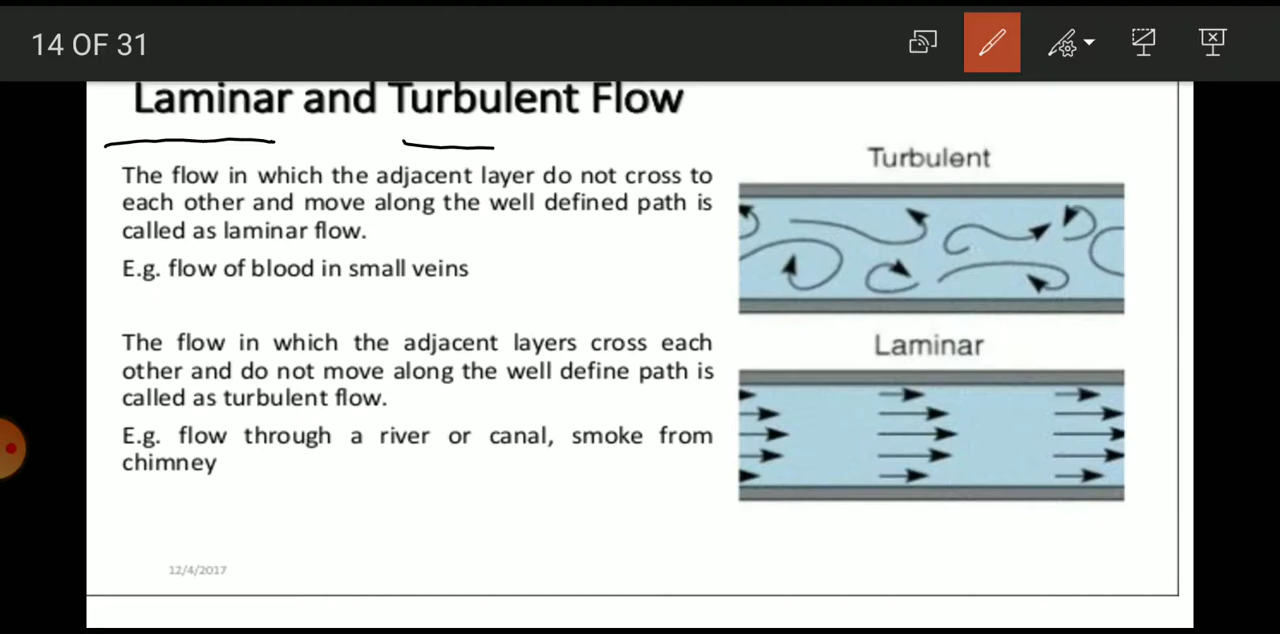 14 OF 31
Laminar and Turbulent Flow
The flow in which the adjacent layer do not cross to
each other and move along the well defined path is
called as laminar flow.
E.g. flow of blood in small veins
The flow in which the adjacent layers cross each
other and do not move along the well define path is
called as turbulent flow.
E.g. flow through a river or canal, smoke from
chimney
Turbulent
Laminar
12/4/2017